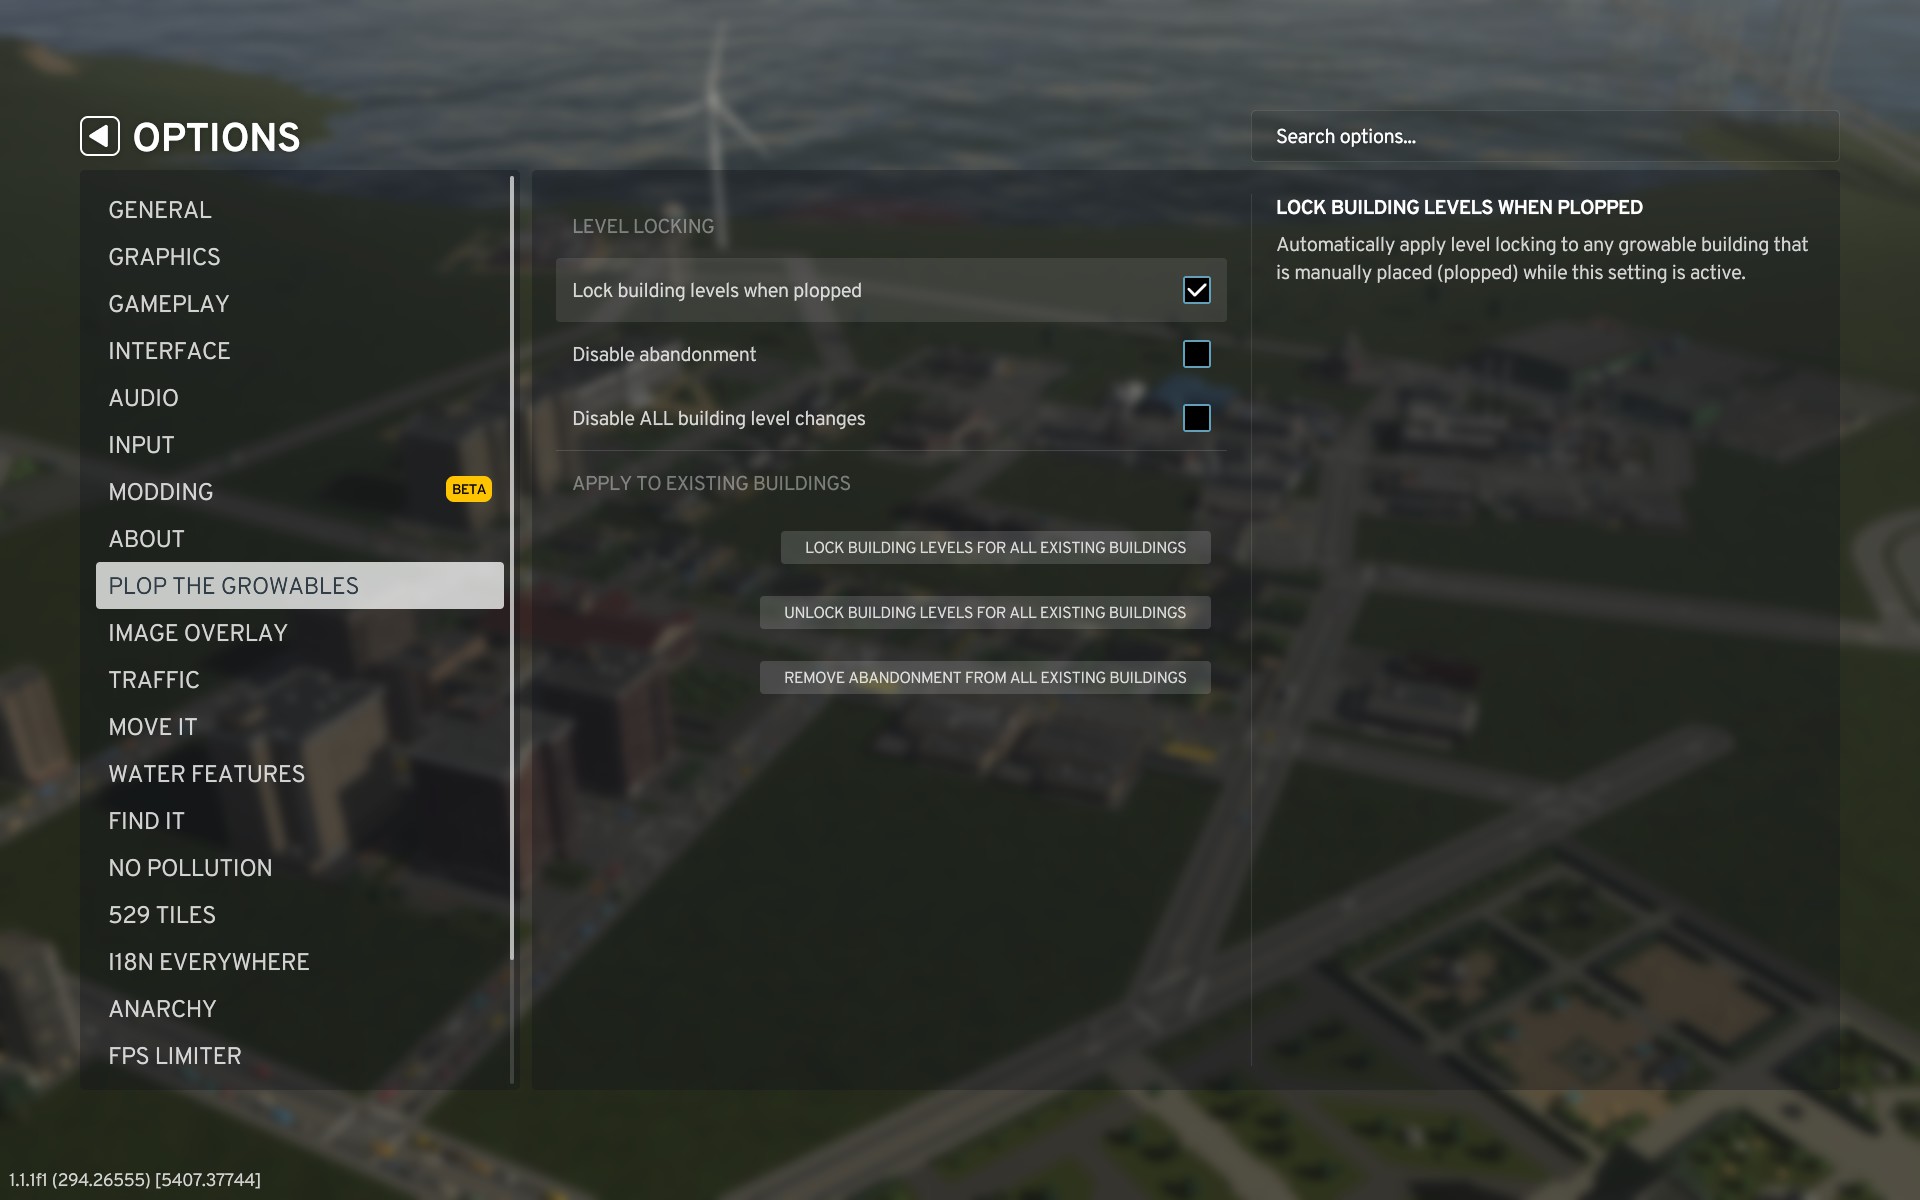 OPTIONS
Search options...
GENERAL
GRAPHICS
GAMEPLAY
INTERFACE
AUDIO
INPUT
MODDING BETA
ABOUT
PLOP THE GROWABLES
IMAGE OVERLAY
TRAFFIC
MOVE IT
WATER FEATURES
FIND IT
NO POLLUTION
529 TILES
I18N EVERYWHERE
ANARCHY
FPS LIMITER
LEVEL LOCKING
Lock building levels when plopped
Disable abandonment
Disable ALL building level changes
APPLY TO EXISTING BUILDINGS
LOCK BUILDING LEVELS FOR ALL EXISTING BUILDINGS
UNLOCK BUILDING LEVELS FOR ALL EXISTING BUILDINGS
REMOVE ABANDONMENT FROM ALL EXISTING BUILDINGS
LOCK BUILDING LEVELS WHEN PLOPPED
Automatically apply level locking to any growable building that
is manually placed (plopped) while this setting is active.
1.1.1f1 (294.26555) [5407.37744]